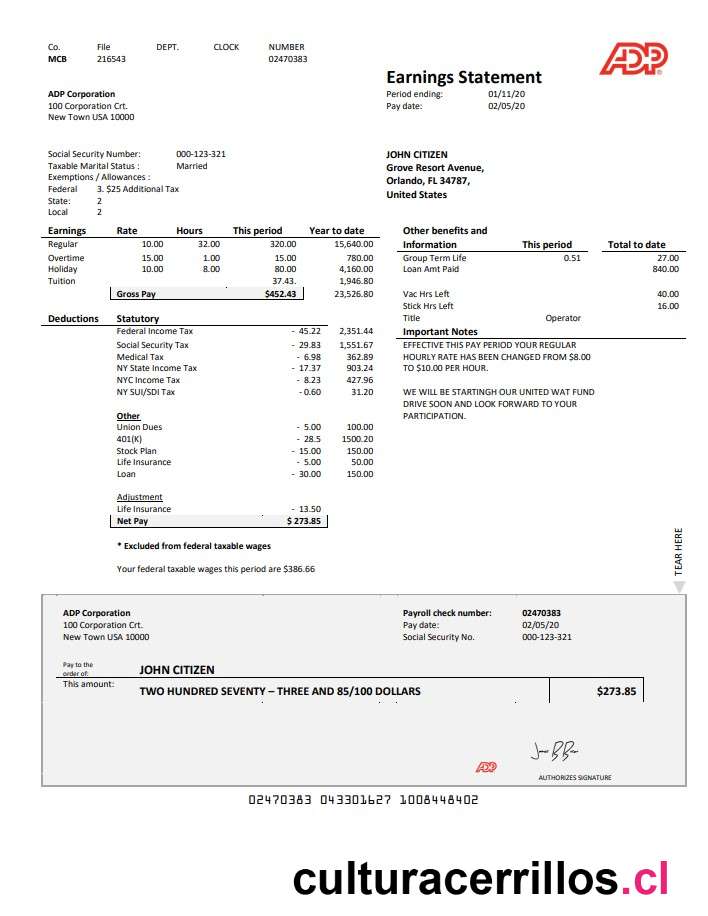 Co. File DEPT. CLOCK NUMBER
MCB 216543 02470383
ADP
Earnings Statement
Period ending: 01/11/20
Pay date: 02/05/20
ADP Corporation
100 Corporation Crt.
New Town USA 10000
Social Security Number: 000-123-321
Taxable Marital Status : Married
Exemptions / Allowances :
Federal 3. $25 Additional Tax
State: 2
Local 2
JOHN CITIZEN
Grove Resort Avenue,
Orlando, FL 34787,
United States
Earnings Rate Hours This period Year to date
Regular 10.00 32.00 320.00 15,640.00
Overtime 15.00 1.00 15.00 780.00
Holiday 10.00 8.00 80.00 4,160.00
Tuition 37.43. 1,946.80
Gross Pay $452.43 23,526.80
Other benefits and
Information This period Total to date
Group Term Life 0.51 27.00
Loan Amt Paid 840.00
Vac Hrs Left 40.00
Stick Hrs Left 16.00
Title Operator
Important Notes
EFFECTIVE THIS PAY PERIOD YOUR REGULAR
HOURLY RATE HAS BEEN CHANGED FROM $8.00
TO $10.00 PER HOUR.
WE WILL BE STARTINGH OUR UNITED WAT FUND
DRIVE SOON AND LOOK FORWARD TO YOUR
PARTICIPATION.
Deductions Statutory
Federal Income Tax - 45.22 2,351.44
Social Security Tax - 29.83 1,551.67
Medical Tax - 6.98 362.89
NY State Income Tax - 17.37 903.24
NYC Income Tax - 8.23 427.96
NY SUI/SDI Tax - 0.60 31.20
Other
Union Dues - 5.00 100.00
401(K) - 28.5 1500.20
Stock Plan - 15.00 150.00
Life Insurance - 5.00 50.00
Loan - 30.00 150.00
Adjustment
Life Insurance - 13.50
Net Pay $ 273.85
* Excluded from federal taxable wages
Your federal taxable wages this period are $386.66
TEAR HERE
ADP Corporation
100 Corporation Crt.
New Town USA 10000
Payroll check number: 02470383
Pay date: 02/05/20
Social Security No. 000-123-321
Pay to the
order of: JOHN CITIZEN
This amount: TWO HUNDRED SEVENTY – THREE AND 85/100 DOLLARS $273.85
ADP
AUTHORIZES SIGNATURE
02470383 043301627 1008448402
culturacerrillos.cl